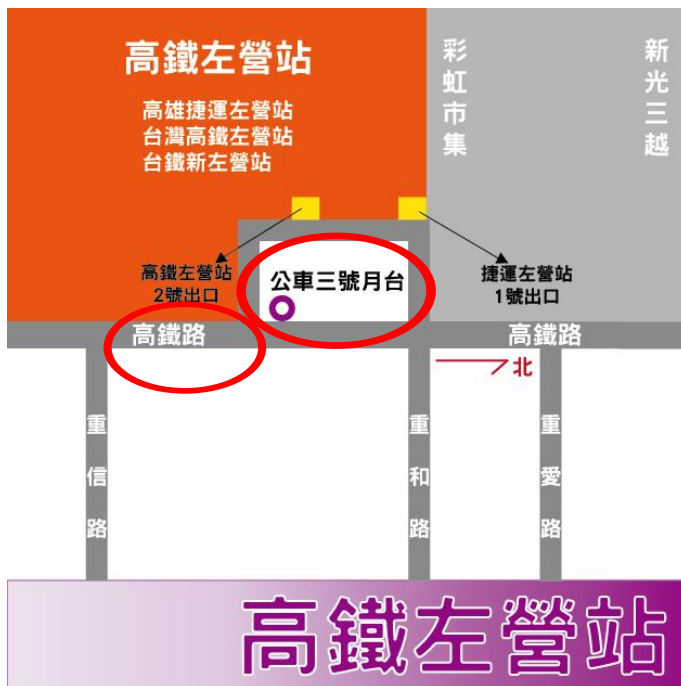 高鐵左營站
高雄捷運左營站
台灣高鐵左營站
台鐵新左營站
彩虹市集
新光三越
高鐵左營站
2號出口
公車三號月台
捷運左營站
1號出口
高鐵路
高鐵路
北
重信路
重和路
重愛路
高鐵左營站